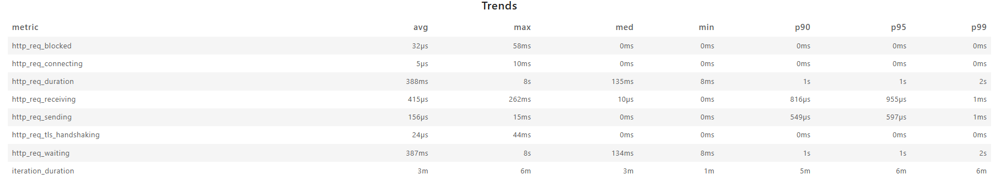 Trends
metric avg max med min p90 p95 p99
http_req_blocked 32µs 58ms 0ms 0ms 0ms 0ms 0ms
http_req_connecting 5µs 10ms 0ms 0ms 0ms 0ms 0ms
http_req_duration 388ms 8s 135ms 8ms 1s 1s 2s
http_req_receiving 415µs 262ms 10µs 0ms 816µs 955µs 1ms
http_req_sending 156µs 15ms 0ms 0ms 549µs 597µs 1ms
http_req_tls_handshaking 24µs 44ms 0ms 0ms 0ms 0ms 0ms
http_req_waiting 387ms 8s 134ms 8ms 1s 1s 2s
iteration_duration 3m 6m 3m 1m 5m 6m 6m